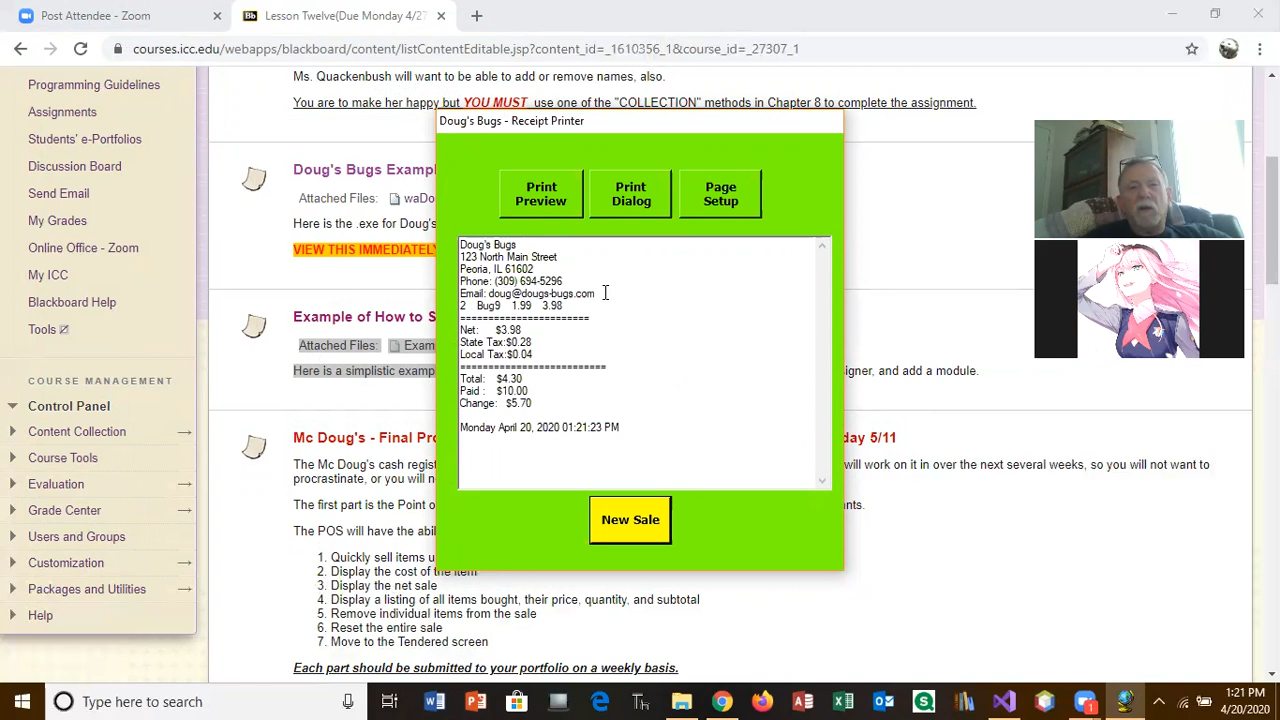 Post Attendee - Zoom
Lesson Twelve(Due Monday 4/2
courses.icc.edu/webapps/blackboard/content/listContentEditable.jsp?content_id=_1610356_1&course_id=_27307_1
Programming Guidelines
Assignments
Students' e-Portfolios
Discussion Board
Send Email
My Grades
Online Office - Zoom
My ICC
Blackboard Help
Tools
COURSE MANAGEMENT
Control Panel
Content Collection
Course Tools
Evaluation
Grade Center
Users and Groups
Customization
Packages and Utilities
Help
Ms. Quackenbush will want to be able to add or remove names, also.
You are to make her happy but YOU MUST use one of the "COLLECTION" methods in Chapter 8 to complete the assignment.
Doug's Bugs Examp
Attached Files: waDo
Here is the .exe for Doug's
VIEW THIS IMMEDIATELY
Example of How to S
Attached Files: Exam
Here is a simplistic example
signer, and add a module.
Mc Doug's - Final Pro
day 5/11
The Mc Doug's cash regist
will work on it in over the next several weeks, so you will not want to
procrastinate, or you will n
The first part is the Point o
nts.
The POS will have the abil
1. Quickly sell items u
2. Display the cost of the item
3. Display the net sale
4. Display a listing of all items bought, their price, quantity, and subtotal
5. Remove individual items from the sale
6. Reset the entire sale
7. Move to the Tendered screen
Each part should be submitted to your portfolio on a weekly basis.
Doug's Bugs - Receipt Printer
Print Preview
Print Dialog
Page Setup
Doug's Bugs
123 North Main Street
Peoria, IL 61602
Phone: (309) 694-5296
Email: doug@dougs-bugs.com
2 Bug9 1.99 3.98
=======================
Net: $3.98
State Tax:$0.28
Local Tax:$0.04
==========================
Total: $4.30
Paid : $10.00
Change: $5.70
Monday April 20, 2020 01:21:23 PM
New Sale
Type here to search
1:21 PM
4/20/2020